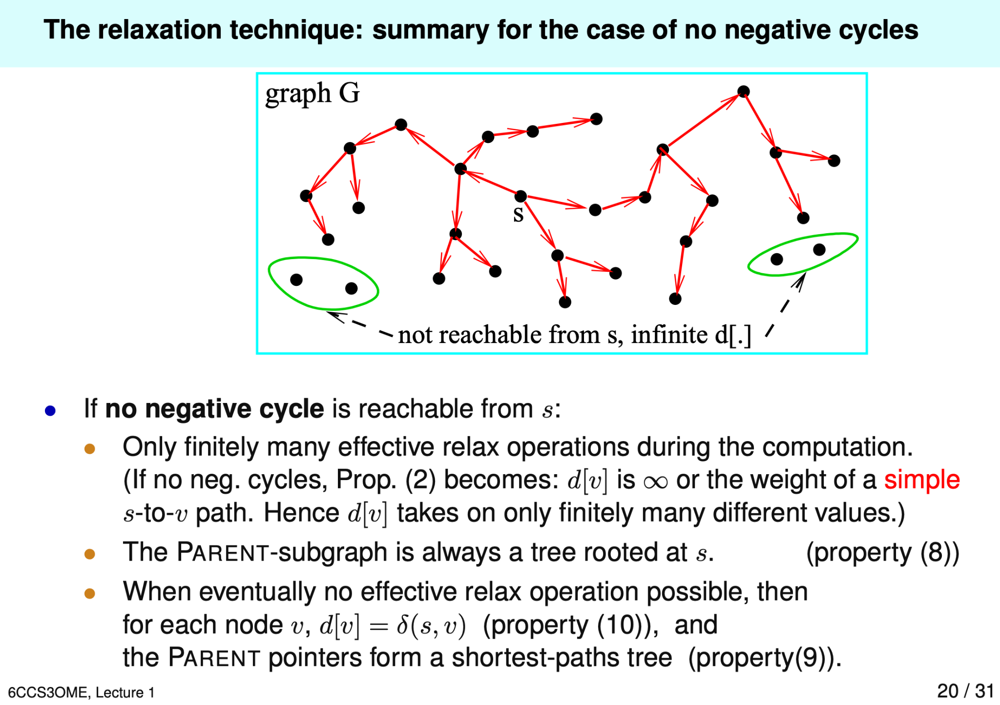 The relaxation technique: summary for the case of no negative cycles
graph G
s
not reachable from s, infinite d[.]
• If no negative cycle is reachable from s:
• Only finitely many effective relax operations during the computation.
(If no neg. cycles, Prop. (2) becomes: d[v] is ∞ or the weight of a simple
s-to-v path. Hence d[v] takes on only finitely many different values.)
• The PARENT-subgraph is always a tree rooted at s. (property (8))
• When eventually no effective relax operation possible, then
for each node v, d[v] = δ(s, v) (property (10)), and
the PARENT pointers form a shortest-paths tree (property(9)).
6CCS3OME, Lecture 1
20 / 31